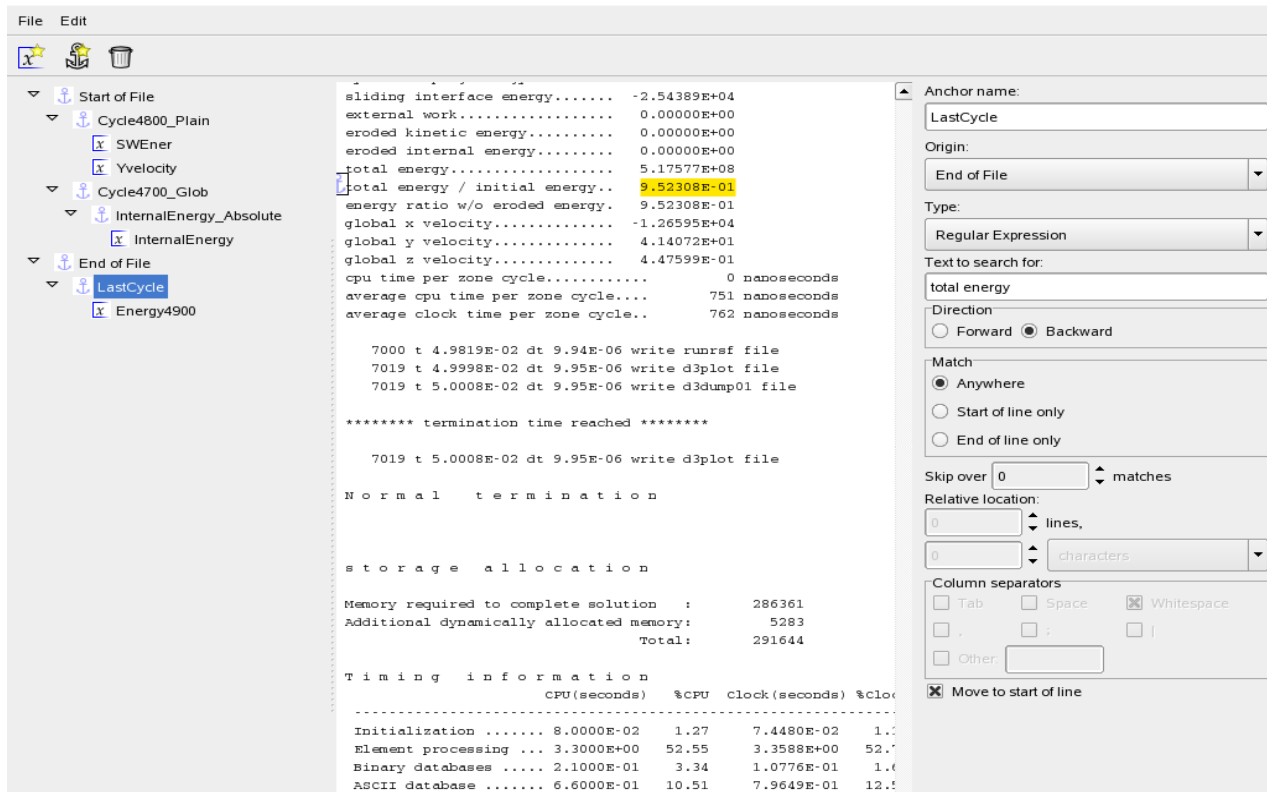 File Edit
Start of File
Cycle4800_Plain
x SWEner
x Yvelocity
Cycle4700_Glob
InternalEnergy_Absolute
x InternalEnergy
End of File
LastCycle
x Energy4900
sliding interface energy....... -2.54389E+04
external work.................. 0.00000E+00
eroded kinetic energy.......... 0.00000E+00
eroded internal energy......... 0.00000E+00
total energy................... 5.17577E+08
total energy / initial energy.. 9.52308E-01
energy ratio w/o eroded energy. 9.52308E-01
global x velocity.............. -1.26595E+04
global y velocity.............. 4.14072E+01
global z velocity.............. 4.47599E-01
cpu time per zone cycle............ 0 nanoseconds
average cpu time per zone cycle.... 751 nanoseconds
average clock time per zone cycle.. 762 nanoseconds
7000 t 4.9819E-02 dt 9.94E-06 write runrsf file
7019 t 4.9998E-02 dt 9.95E-06 write d3plot file
7019 t 5.0008E-02 dt 9.95E-06 write d3dump01 file
******** termination time reached ********
7019 t 5.0008E-02 dt 9.95E-06 write d3plot file
N o r m a l    t e r m i n a t i o n
s t o r a g e   a l l o c a t i o n
Memory required to complete solution : 286361
Additional dynamically allocated memory: 5283
Total: 291644
T i m i n g   i n f o r m a t i o n
CPU(seconds) %CPU Clock(seconds) %Cloc
Initialization ....... 8.0000E-02 1.27 7.4480E-02
Element processing ... 3.3000E+00 52.55 3.3588E+00
Binary databases ..... 2.1000E-01 3.34 1.0776E-01
ASCII database ....... 6.6000E-01 10.51 7.9649E-01
Anchor name:
LastCycle
Origin:
End of File
Type:
Regular Expression
Text to search for:
total energy
Direction
Forward Backward
Match
Anywhere
Start of line only
End of line only
Skip over 0 matches
Relative location:
0 lines,
0 characters
Column separators
Tab Space Whitespace
, ; |
Other:
Move to start of line